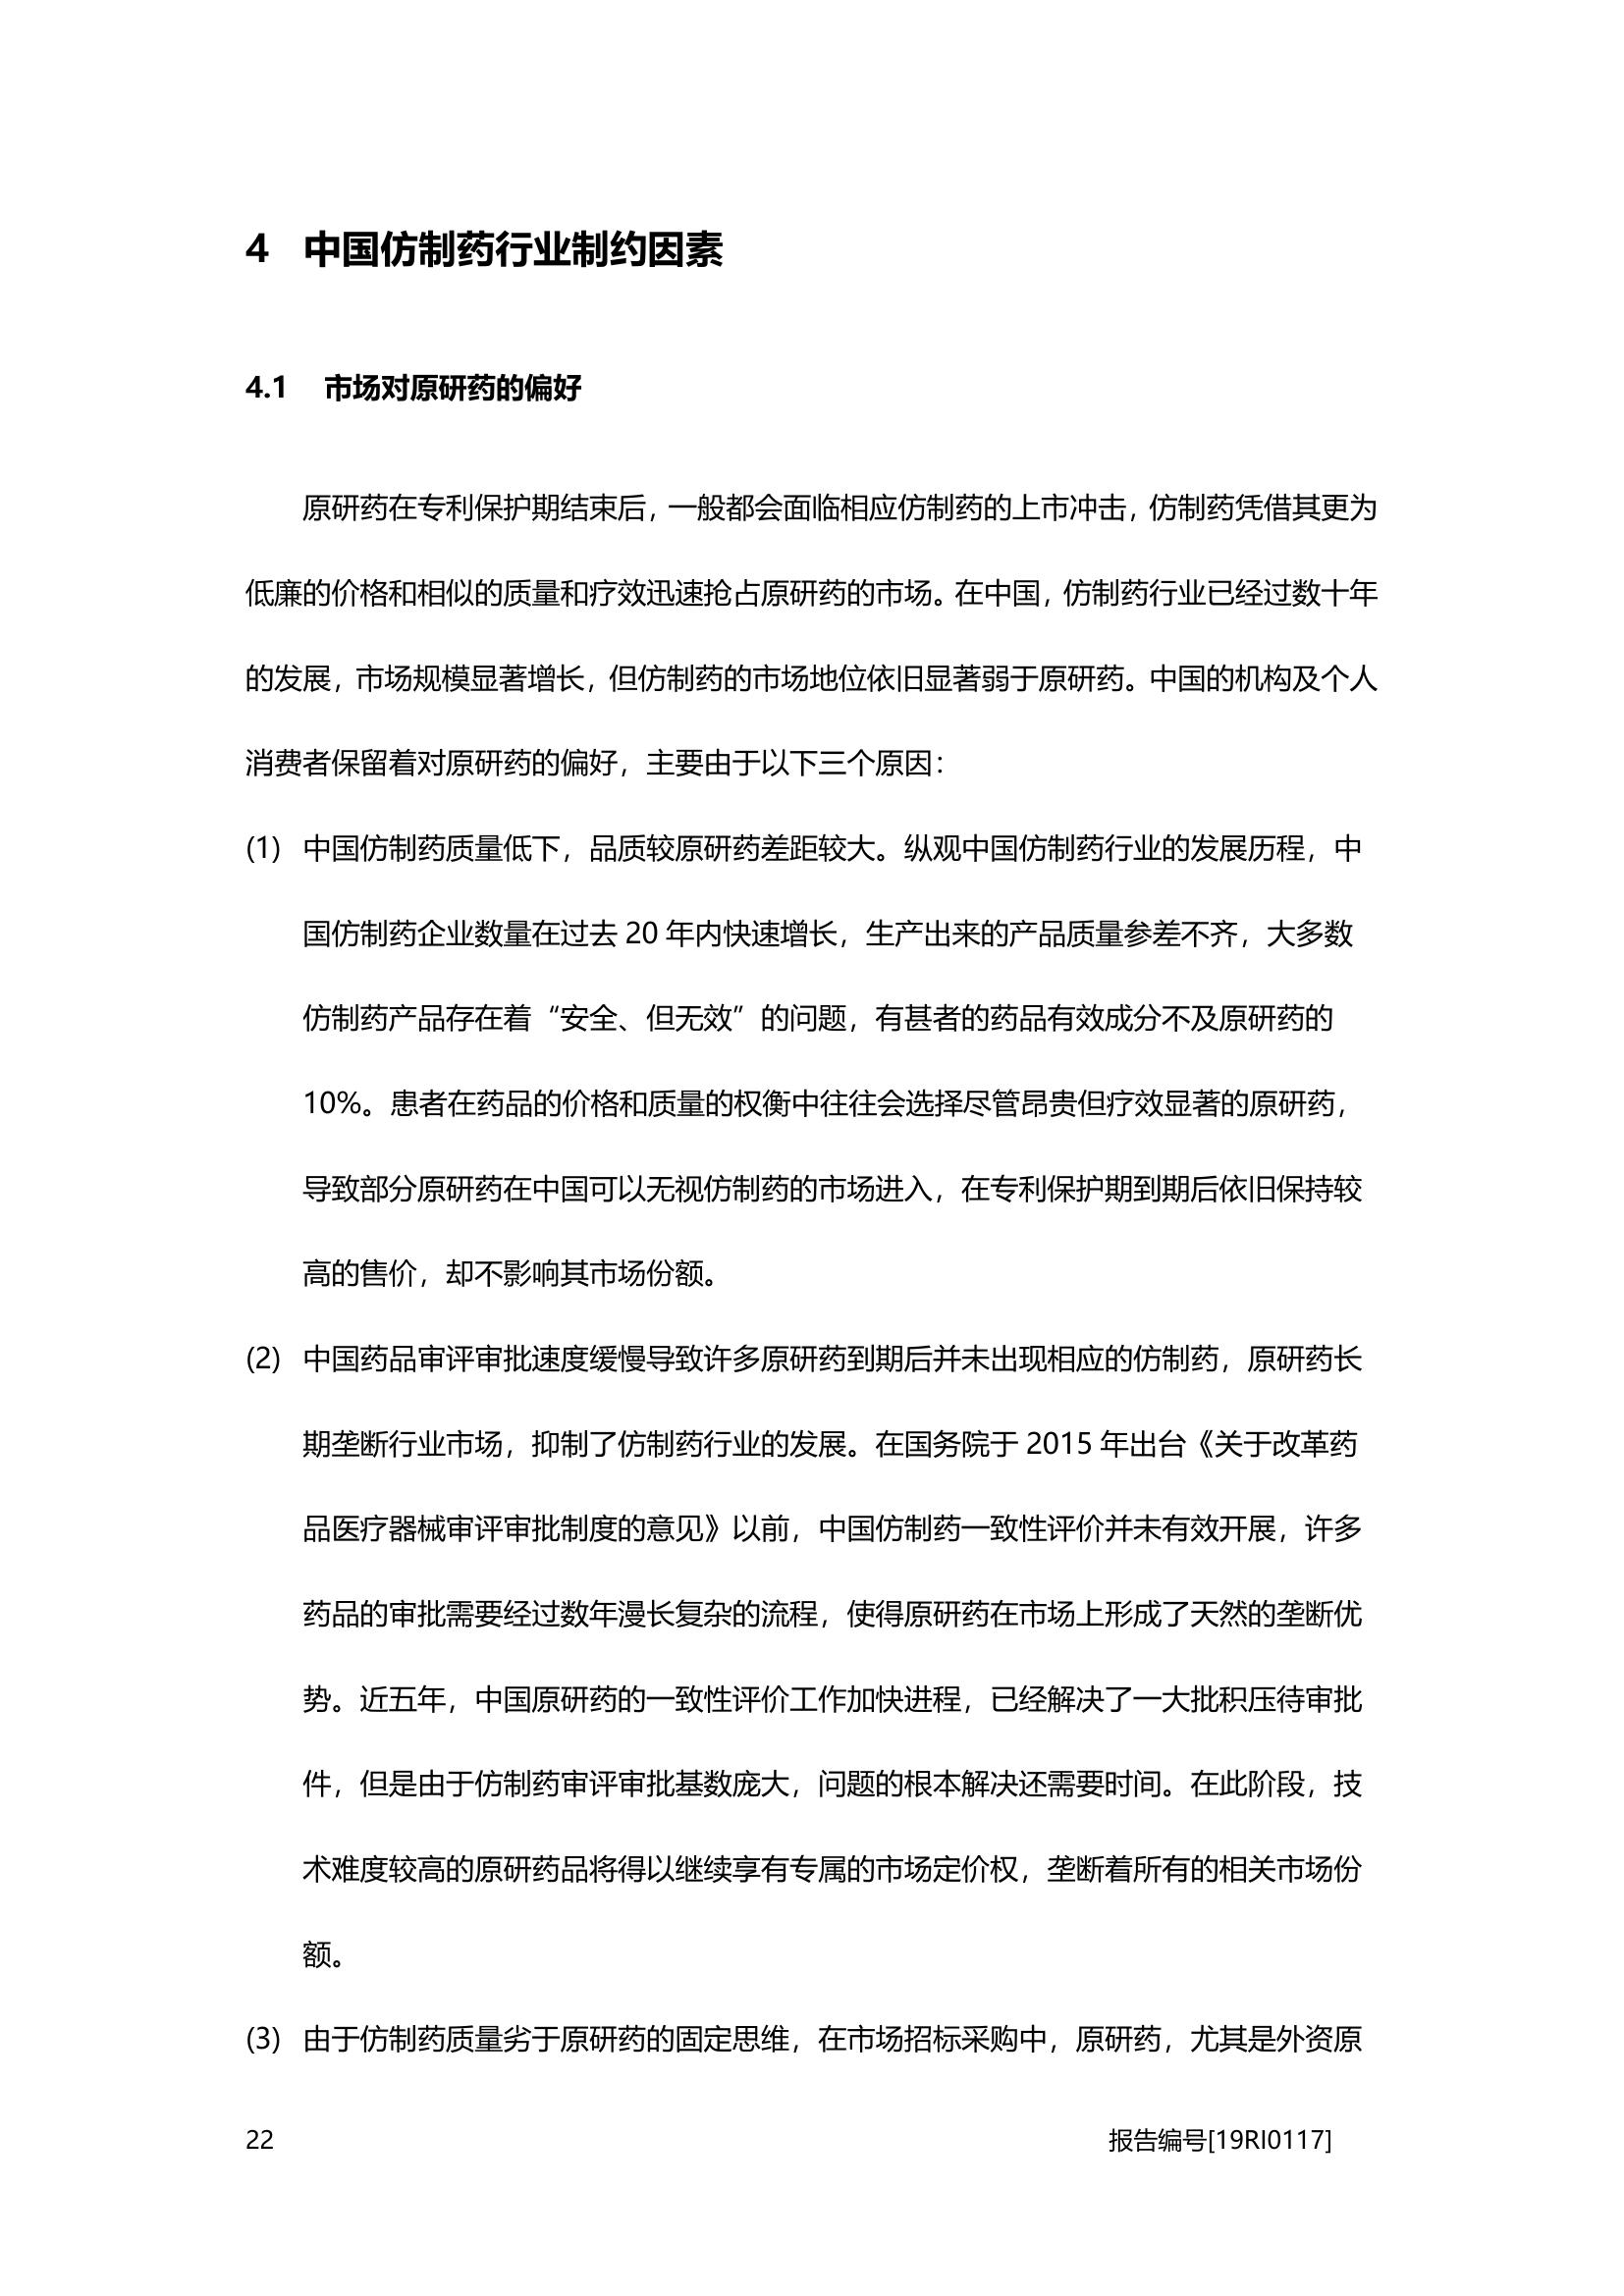 4 中国仿制药行业制约因素
4.1 市场对原研药的偏好
原研药在专利保护期结束后，一般都会面临相应仿制药的上市冲击，仿制药凭借其更为
低廉的价格和相似的质量和疗效迅速抢占原研药的市场。在中国，仿制药行业已经过数十年
的发展，市场规模显著增长，但仿制药的市场地位依旧显著弱于原研药。中国的机构及个人
消费者保留着对原研药的偏好，主要由于以下三个原因：
(1) 中国仿制药质量低下，品质较原研药差距较大。纵观中国仿制药行业的发展历程，中
国仿制药企业数量在过去 20 年内快速增长，生产出来的产品质量参差不齐，大多数
仿制药产品存在着“安全、但无效”的问题，有甚者的药品有效成分不及原研药的
10%。患者在药品的价格和质量的权衡中往往会选择尽管昂贵但疗效显著的原研药，
导致部分原研药在中国可以无视仿制药的市场进入，在专利保护期到期后依旧保持较
高的售价，却不影响其市场份额。
(2) 中国药品审评审批速度缓慢导致许多原研药到期后并未出现相应的仿制药，原研药长
期垄断行业市场，抑制了仿制药行业的发展。在国务院于 2015 年出台《关于改革药
品医疗器械审评审批制度的意见》以前，中国仿制药一致性评价并未有效开展，许多
药品的审批需要经过数年漫长复杂的流程，使得原研药在市场上形成了天然的垄断优
势。近五年，中国原研药的一致性评价工作加快进程，已经解决了一大批积压待审批
件，但是由于仿制药审评审批基数庞大，问题的根本解决还需要时间。在此阶段，技
术难度较高的原研药品将得以继续享有专属的市场定价权，垄断着所有的相关市场份
额。
(3) 由于仿制药质量劣于原研药的固定思维，在市场招标采购中，原研药，尤其是外资原
22 报告编号[19RI0117]